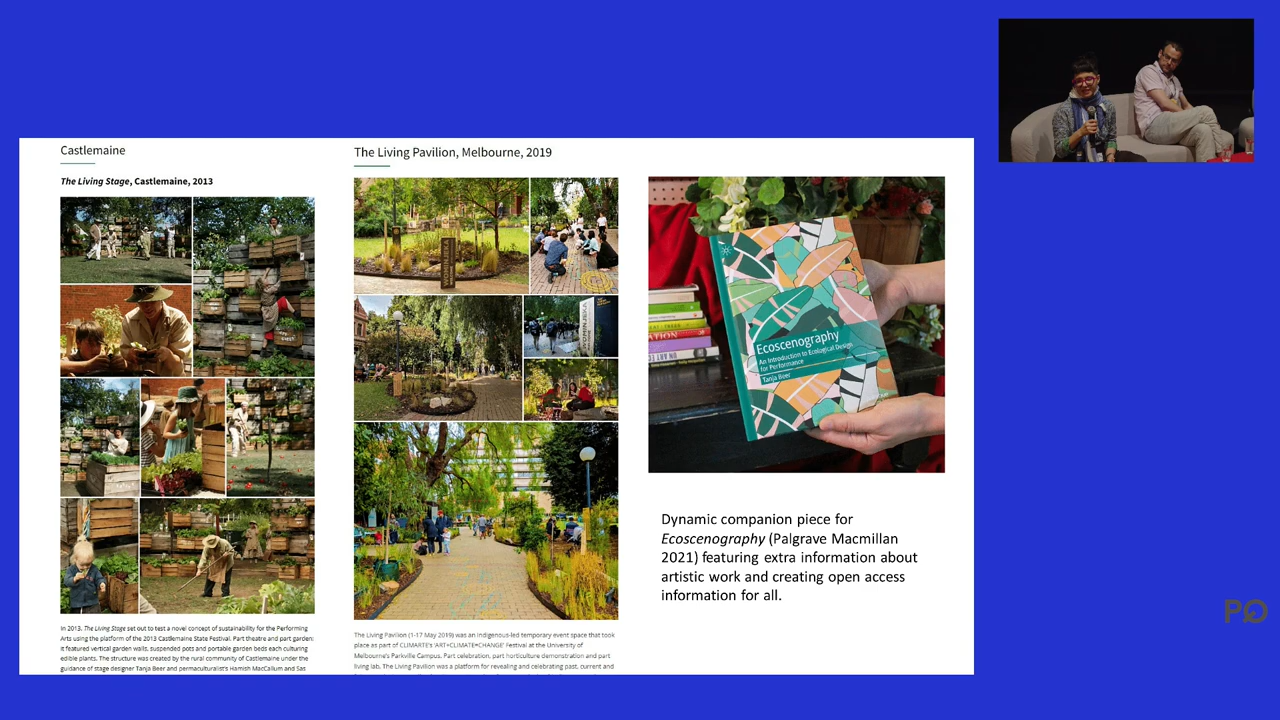 Castlemaine
The Living Stage, Castlemaine, 2013
In 2013, The Living Stage set out to test a novel concept of sustainability for the Performing
Arts using the platform of the 2013 Castlemaine State Festival. Part theatre and part garden:
it featured vertical garden walls, suspended pots and portable garden beds each culturing
edible plants. The structure was created by the rural community of Castlemaine under the
guidance of stage designer Tanja Beer and permaculturalist's Hamish MacCallum and Sas
The Living Pavilion, Melbourne, 2019
The Living Pavilion (1-17 May 2019) was an Indigenous-led temporary event space that took
place as part of CLIMARTE's 'ART+CLIMATE=CHANGE' Festival at the University of
Melbourne's Parkville Campus. Part celebration, part horticulture demonstration and part
living lab. The Living Pavilion was a platform for revealing and celebrating past, current and
Ecoscenography
An Introduction to Ecological Design
for Performance
Tanja Beer
Dynamic companion piece for
Ecoscenography (Palgrave Macmillan
2021) featuring extra information about
artistic work and creating open access
information for all.
PQ